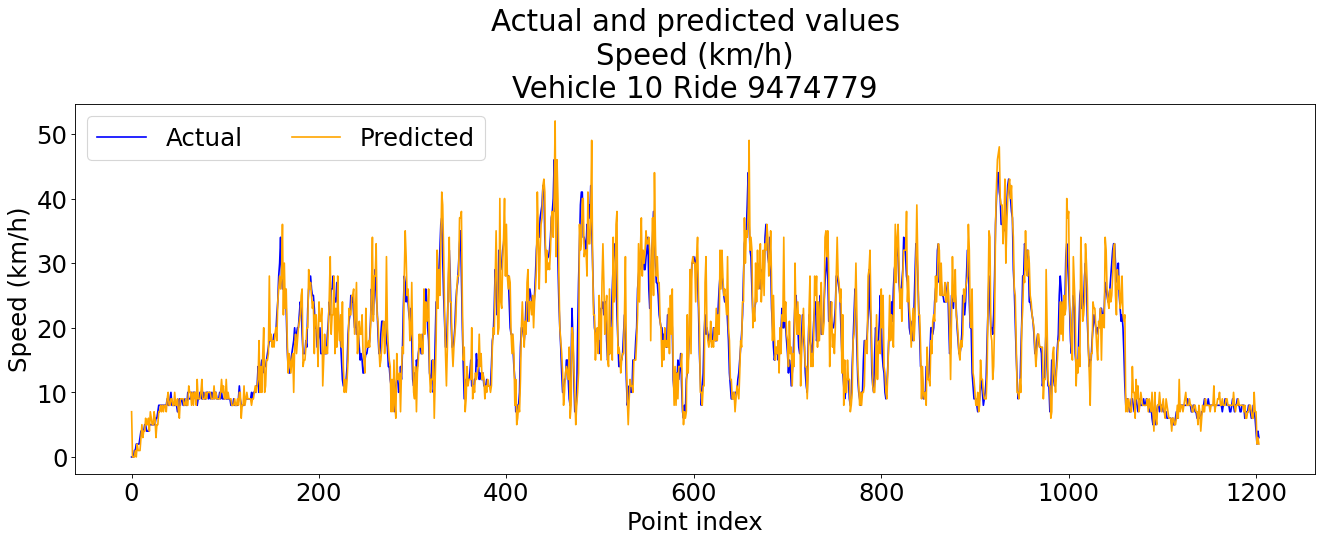 Actual and predicted values
Speed (km/h)
Vehicle 10 Ride 9474779
Actual Predicted
Speed (km/h)
50
40
30
20
10
0
0 200 400 600 800 1000 1200
Point index